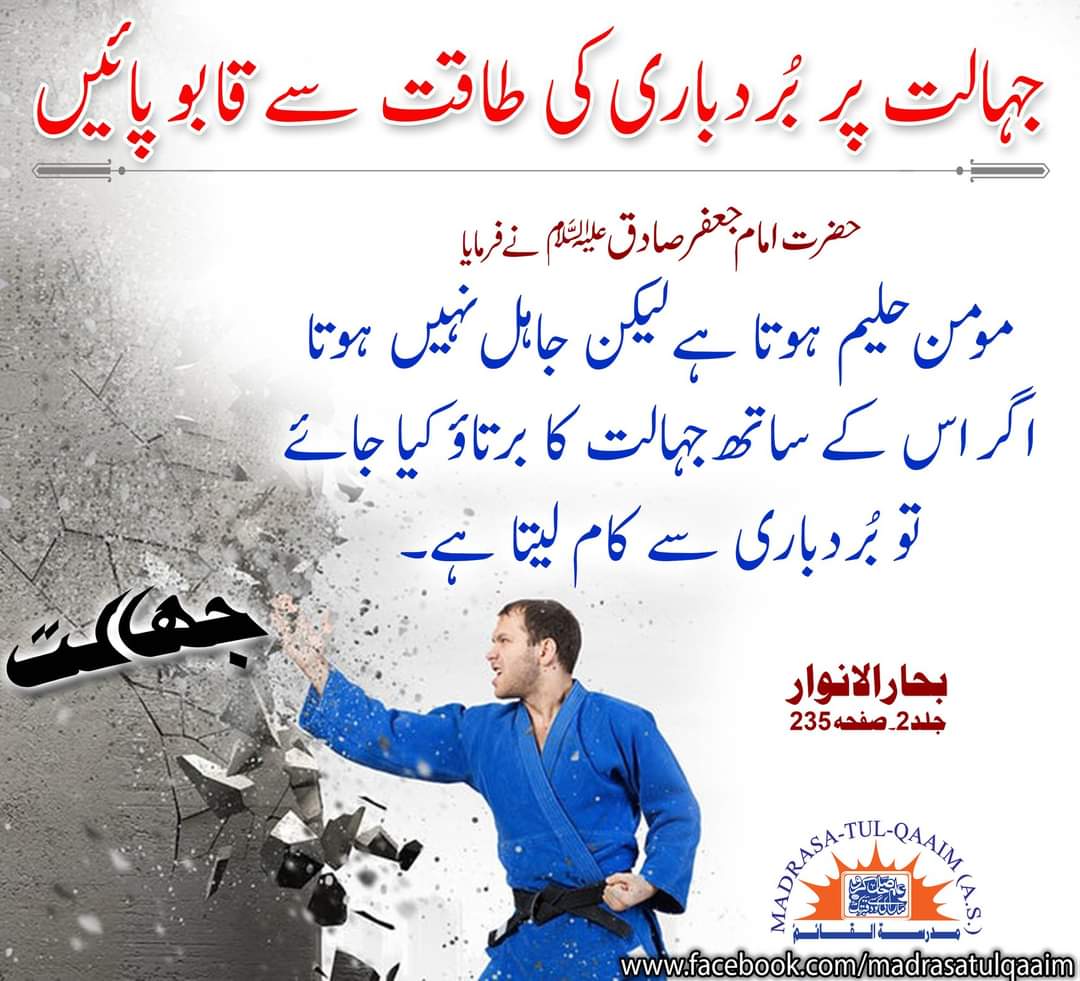 جہالت پر بُردباری کی طاقت سے قابو پائیں
حضرت امام جعفر صادق علیہ السلام نے فرمایا
مومن حلیم ہوتا ہے لیکن جاہل نہیں ہوتا
اگر اس کے ساتھ جہالت کا برتاؤ کیا جائے
تو بُردباری سے کام لیتا ہے۔
جهالت
بحارالانوار
جلد2۔صفحہ235
MADRASA-TUL-QAAIM (A.S.)
مدرسة القائم
www.facebook.com/madrasatulqaaim